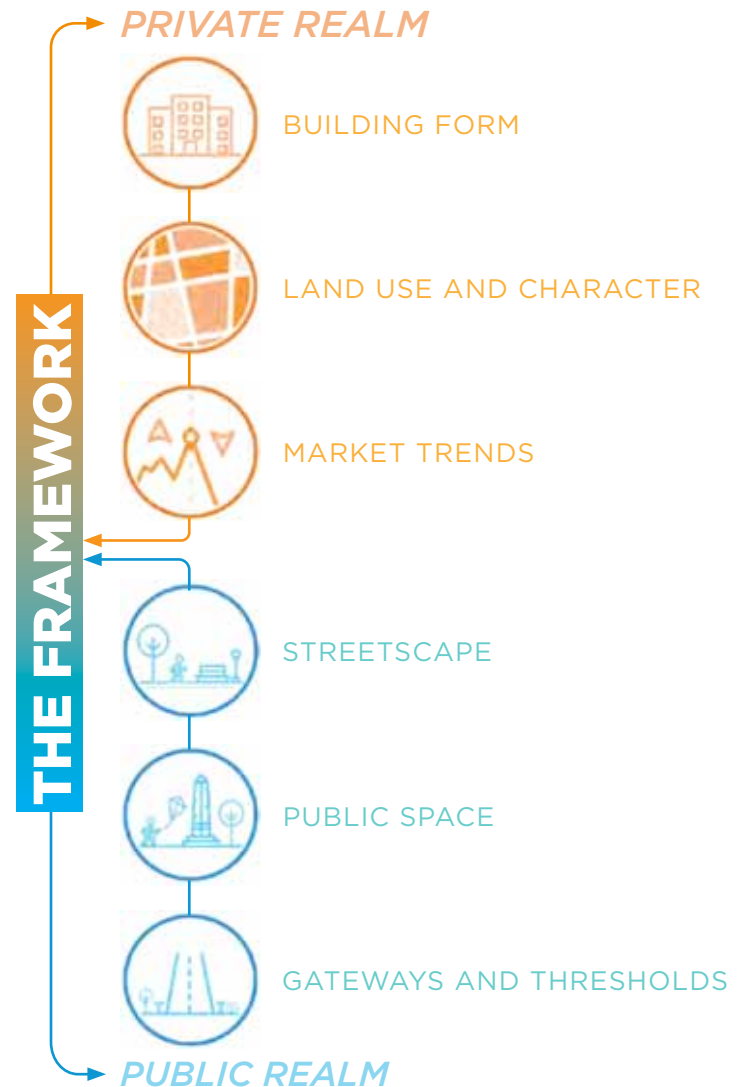 PRIVATE REALM
BUILDING FORM
LAND USE AND CHARACTER
THE FRAMEWORK
MARKET TRENDS
STREETSCAPE
PUBLIC SPACE
GATEWAYS AND THRESHOLDS
PUBLIC REALM